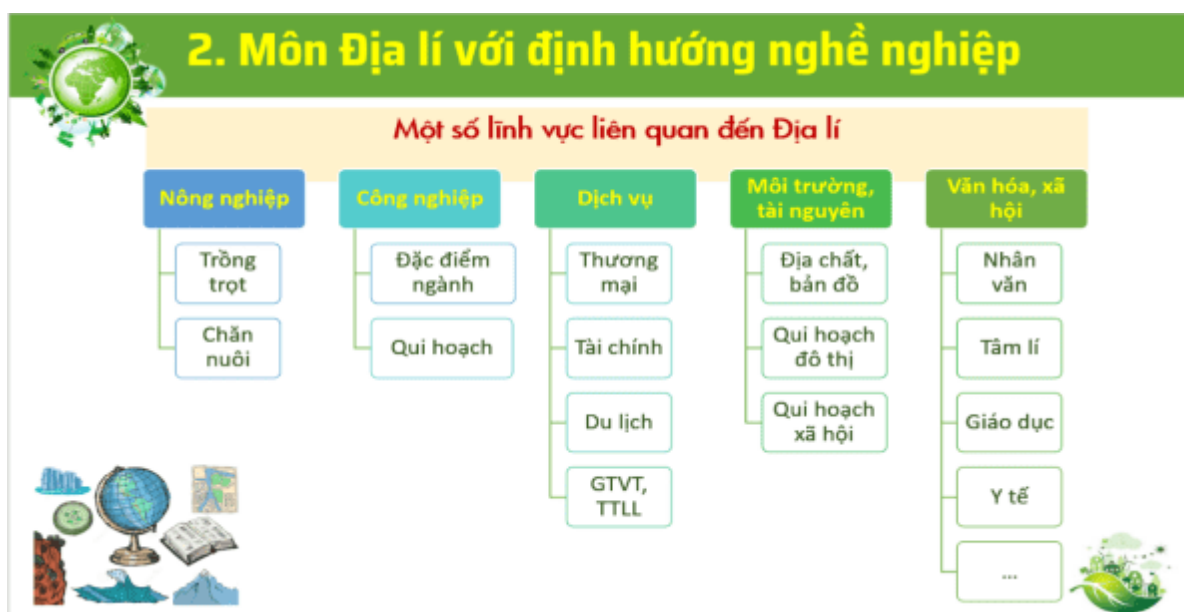 2. Môn Địa lí với định hướng nghề nghiệp
Một số lĩnh vực liên quan đến Địa lí
Nông nghiệp
Trồng
trọt
Chăn
nuôi
Công nghiệp
Đặc điểm
ngành
Qui hoạch
Dịch vụ
Thương
mại
Tài chính
Du lịch
GTVT,
TTLL
Môi trường,
tài nguyên
Địa chất,
bản đồ
Qui hoạch
đô thị
Qui hoạch
xã hội
Văn hóa, xã
hội
Nhân
văn
Tâm lí
Giáo dục
Y tế
...